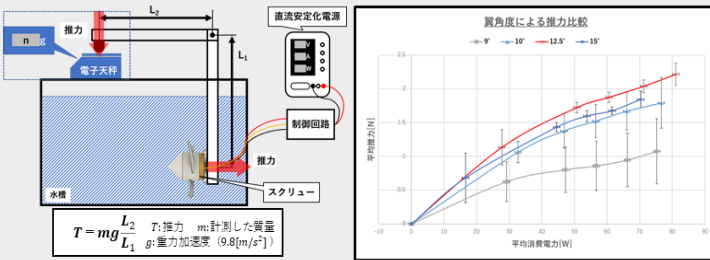 L₂
推力
n g
電子天秤
L₁
直流安定化電源
V
A
W
制御回路
推力
スクリュー
水槽
T = mg L₂/L₁
T:推力 m:計測した質量
g:重力加速度（9.8[m/s²]）
翼角度による推力比較
9° 10° 12.5° 15°
平均推力[N]
2.5
2
1.5
1
0.5
0
-10 0 10 20 30 40 50 60 70 80 90
平均消費電力[W]